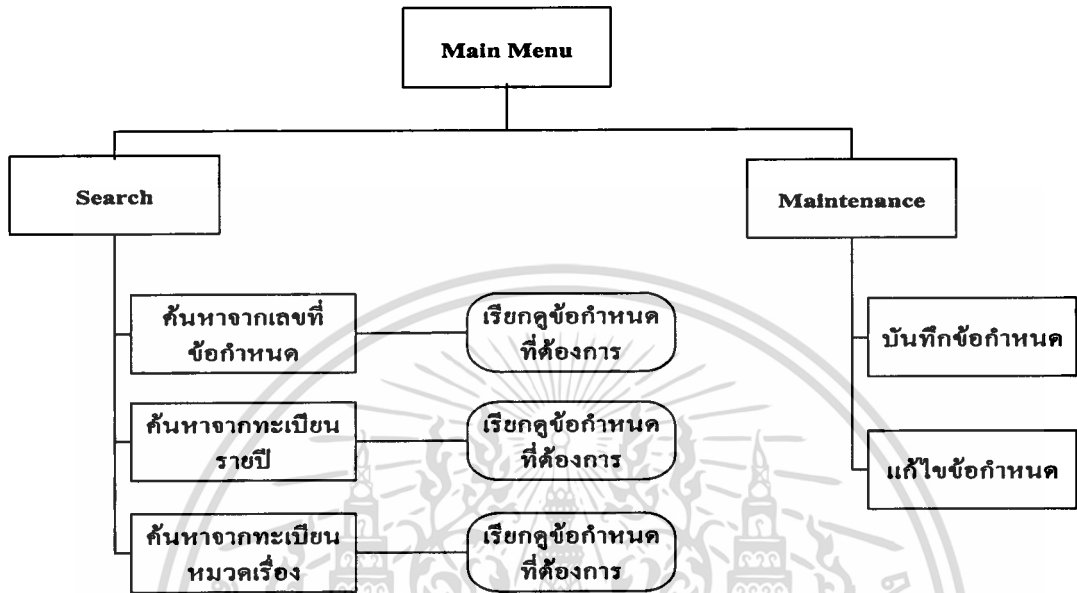 Main Menu
Search
Maintenance
ค้นหาจากเลขที่
ข้อกำหนด
เรียกดูข้อกำหนด
ที่ต้องการ
บันทึกข้อกำหนด
ค้นหาจากทะเบียน
รายปี
เรียกดูข้อกำหนด
ที่ต้องการ
แก้ไขข้อกำหนด
ค้นหาจากทะเบียน
หมวดเรื่อง
เรียกดูข้อกำหนด
ที่ต้องการ